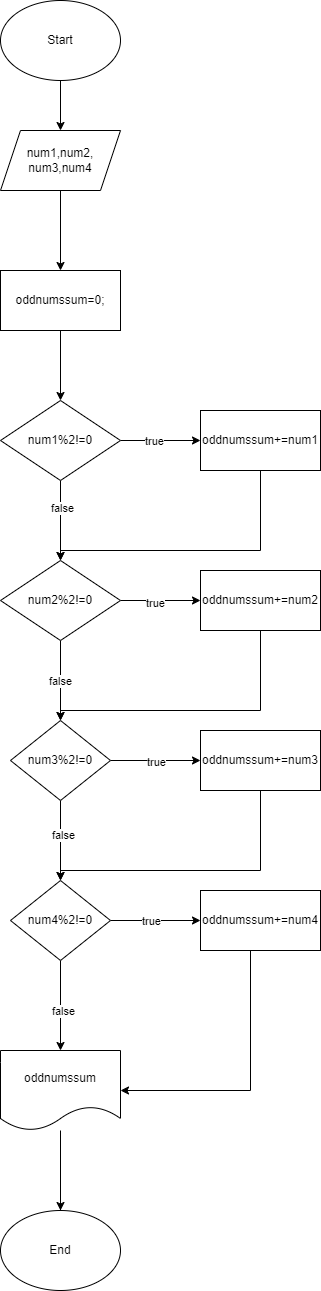 Start
num1,num2,
num3,num4
oddnumssum=0;
num1%2!=0
true
oddnumssum+=num1
false
num2%2!=0
true
oddnumssum+=num2
false
num3%2!=0
true
oddnumssum+=num3
false
num4%2!=0
true
oddnumssum+=num4
false
oddnumssum
End